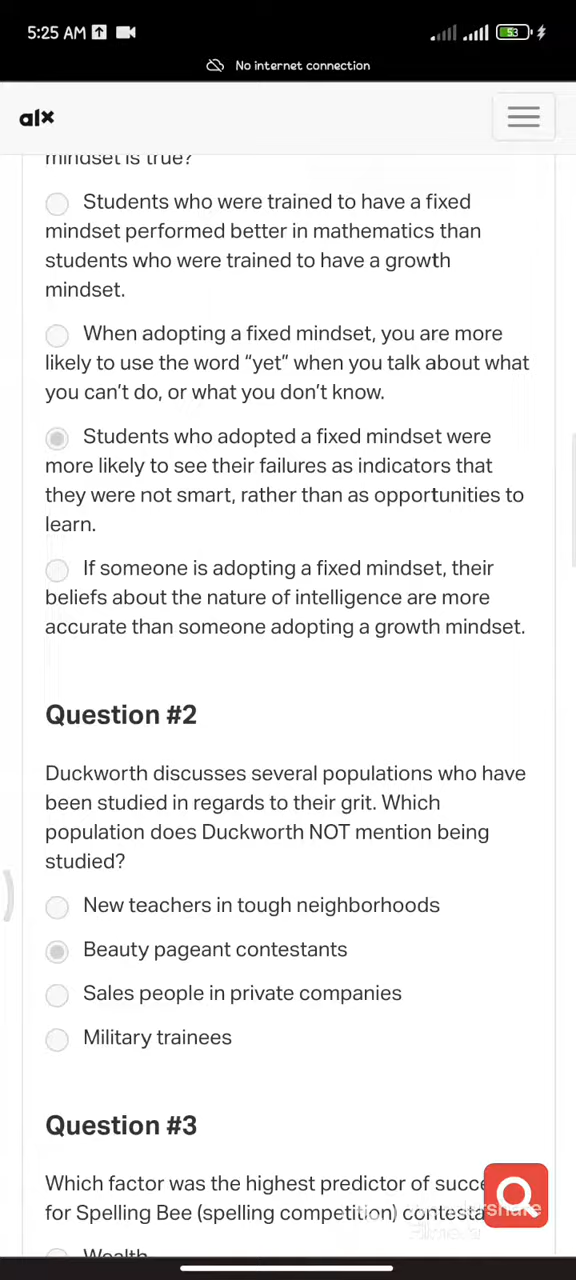 5:25 AM
53
No internet connection
alx
mindset is true?
Students who were trained to have a fixed
mindset performed better in mathematics than
students who were trained to have a growth
mindset.
When adopting a fixed mindset, you are more
likely to use the word “yet” when you talk about what
you can’t do, or what you don’t know.
Students who adopted a fixed mindset were
more likely to see their failures as indicators that
they were not smart, rather than as opportunities to
learn.
If someone is adopting a fixed mindset, their
beliefs about the nature of intelligence are more
accurate than someone adopting a growth mindset.
Question #2
Duckworth discusses several populations who have
been studied in regards to their grit. Which
population does Duckworth NOT mention being
studied?
New teachers in tough neighborhoods
Beauty pageant contestants
Sales people in private companies
Military trainees
Question #3
Which factor was the highest predictor of succe
for Spelling Bee (spelling competition) contesta
Wealth